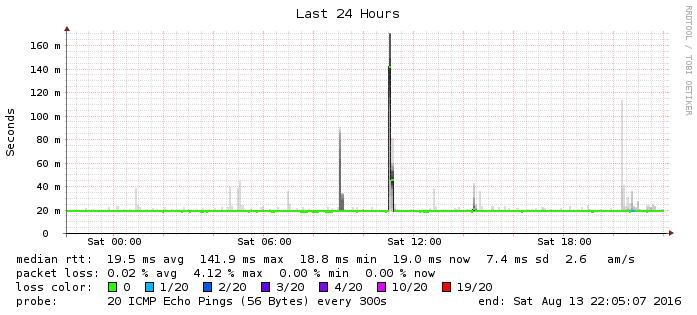 Last 24 Hours
RRDTOOL / TOBI OETIKER
Seconds
160 m
140 m
120 m
100 m
80 m
60 m
40 m
20 m
0
Sat 00:00 Sat 06:00 Sat 12:00 Sat 18:00
median rtt: 19.5 ms avg 141.9 ms max 18.8 ms min 19.0 ms now 7.4 ms sd 2.6 am/s
packet loss: 0.02 % avg 4.12 % max 0.00 % min 0.00 % now
loss color: 0 1/20 2/20 3/20 4/20 10/20 19/20
probe: 20 ICMP Echo Pings (56 Bytes) every 300s end: Sat Aug 13 22:05:07 2016